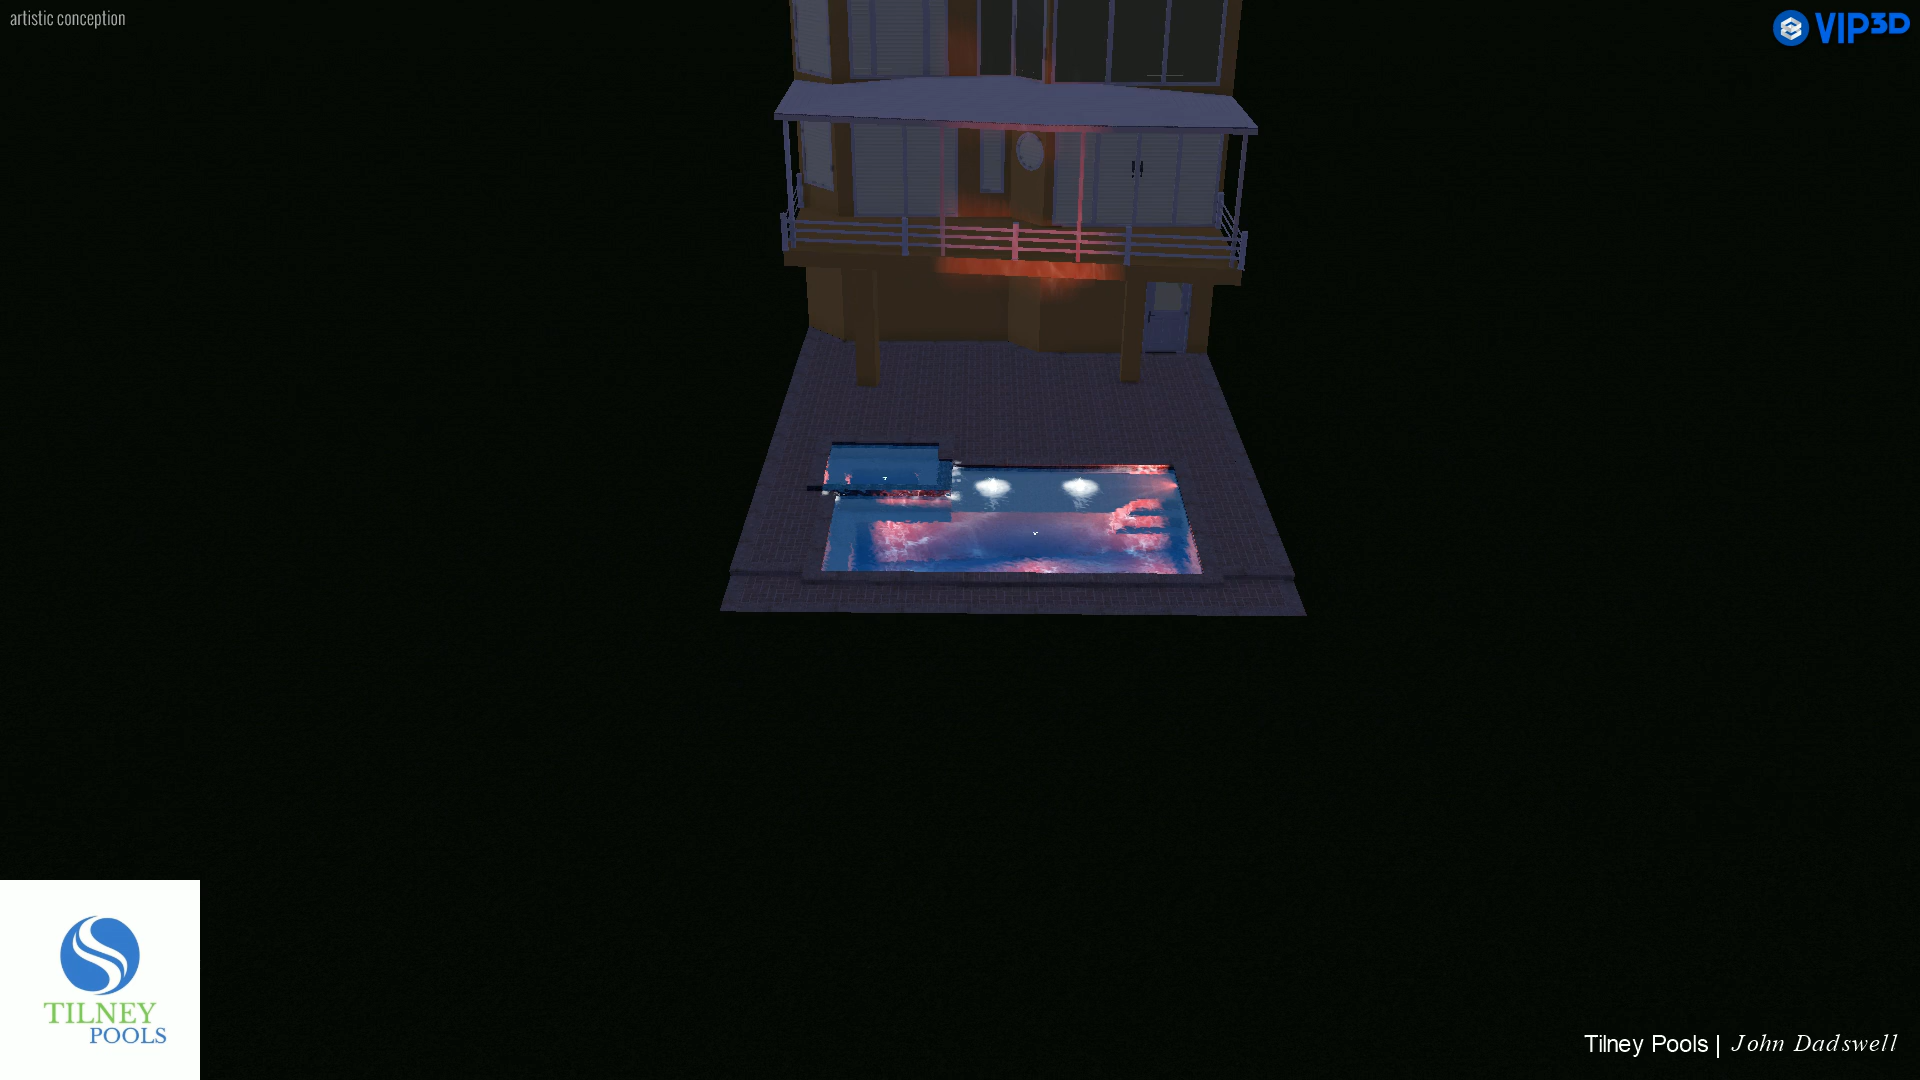 artistic conception
VIP3D
TILNEY
POOLS
Tilney Pools | John Dadswell